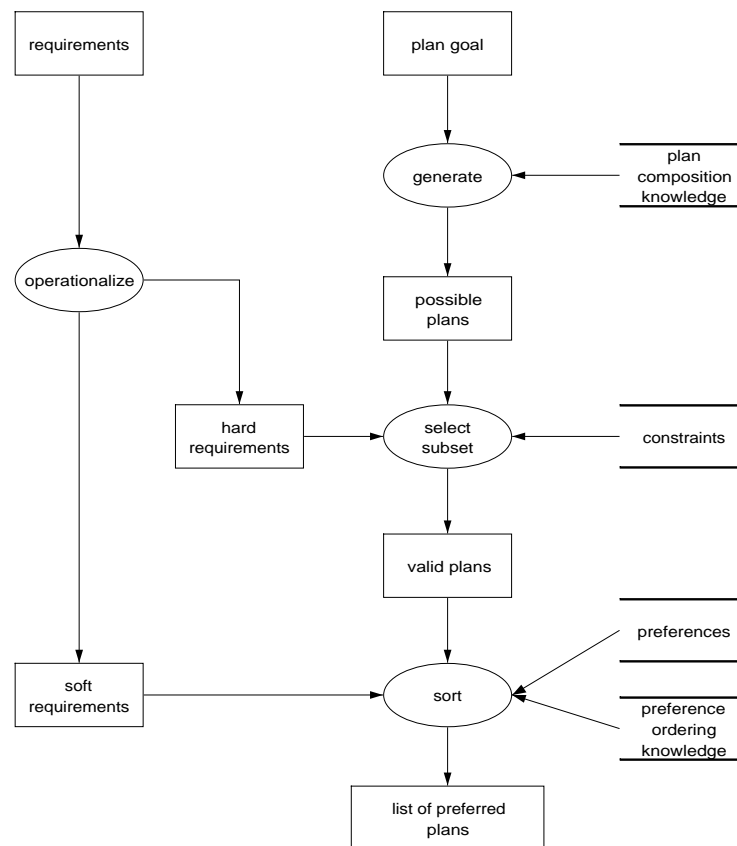 requirements
plan goal
generate
plan
composition
knowledge
operationalize
possible
plans
hard
requirements
select
subset
constraints
valid plans
preferences
soft
requirements
sort
preference
ordering
knowledge
list of preferred
plans